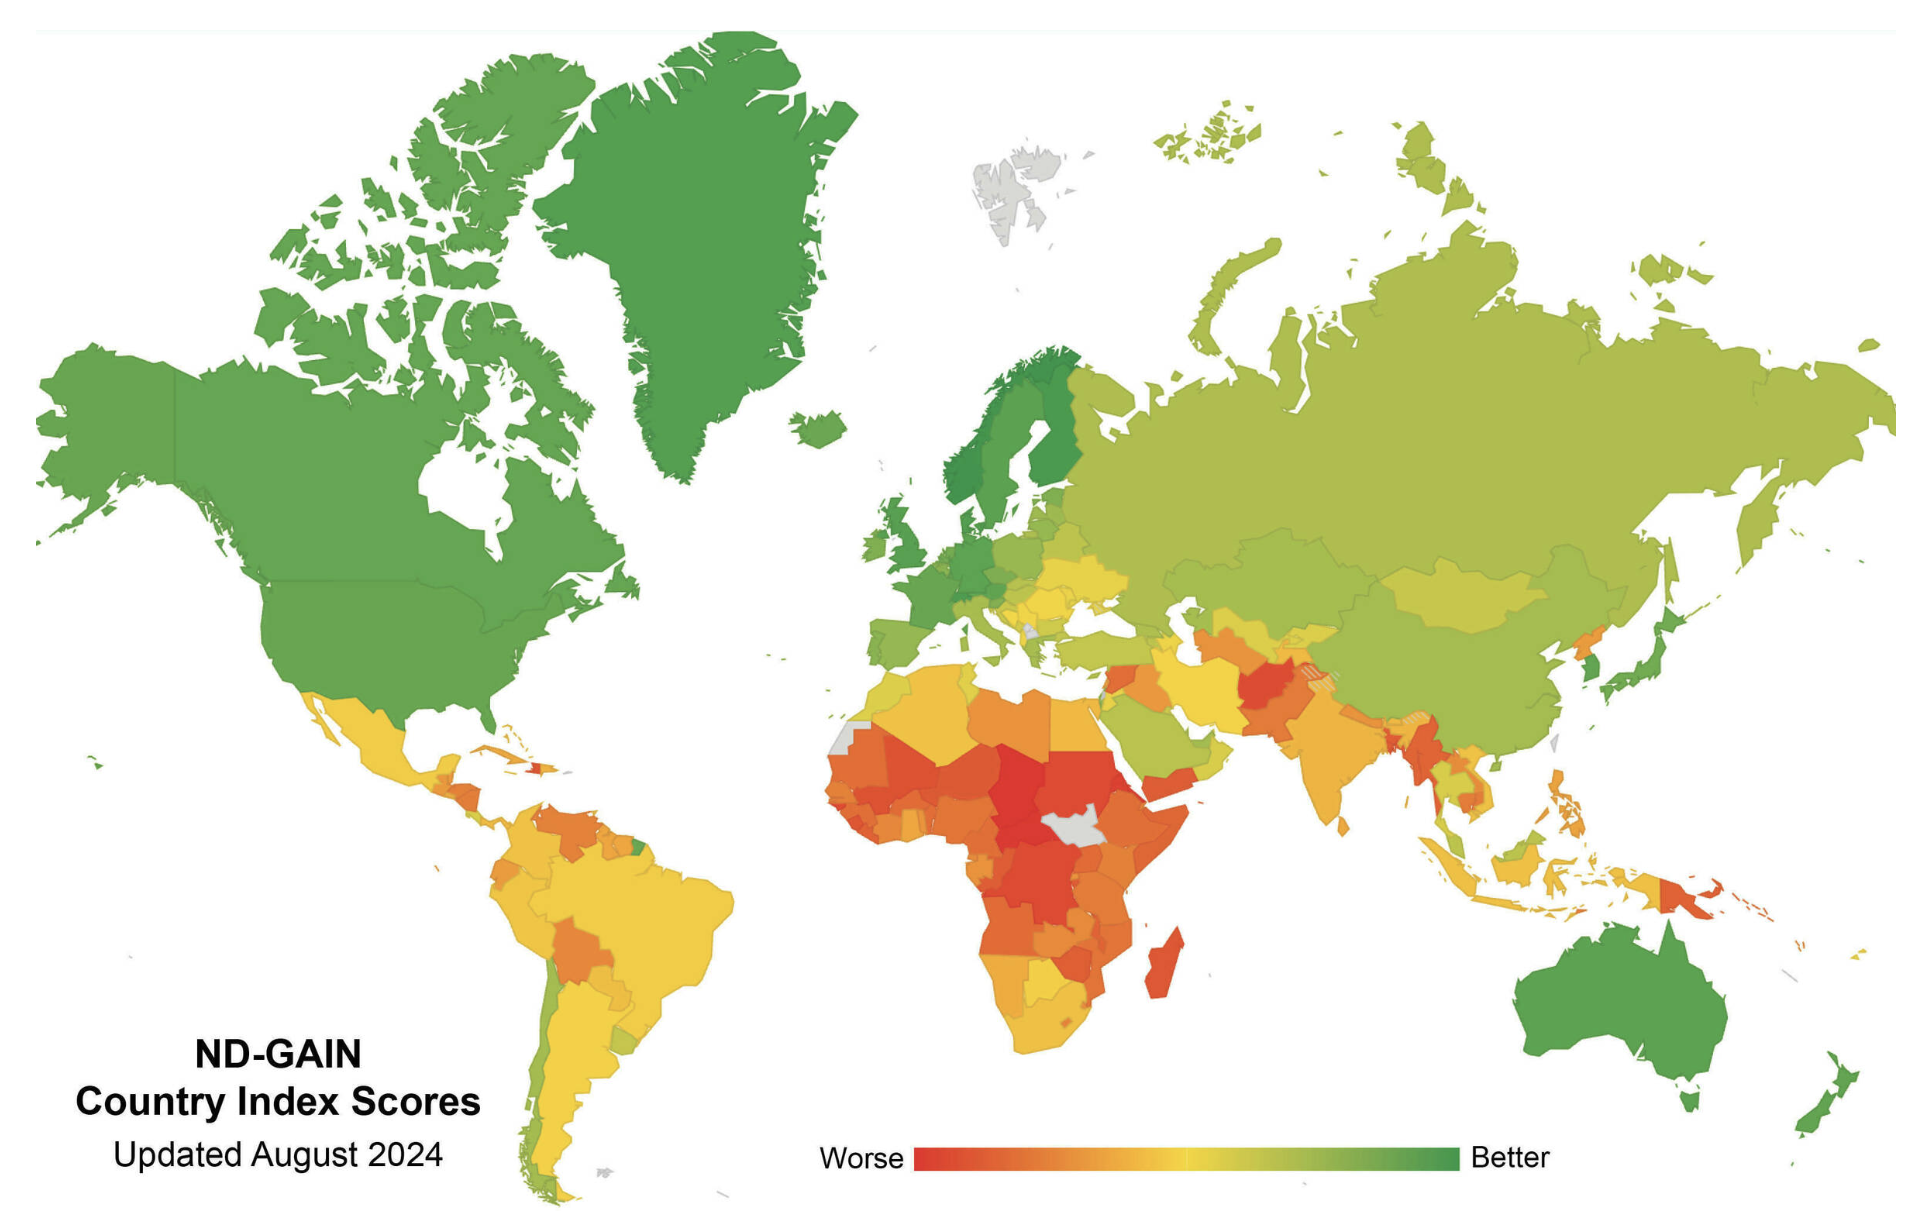 ND-GAIN
Country Index Scores
Updated August 2024
Worse
Better